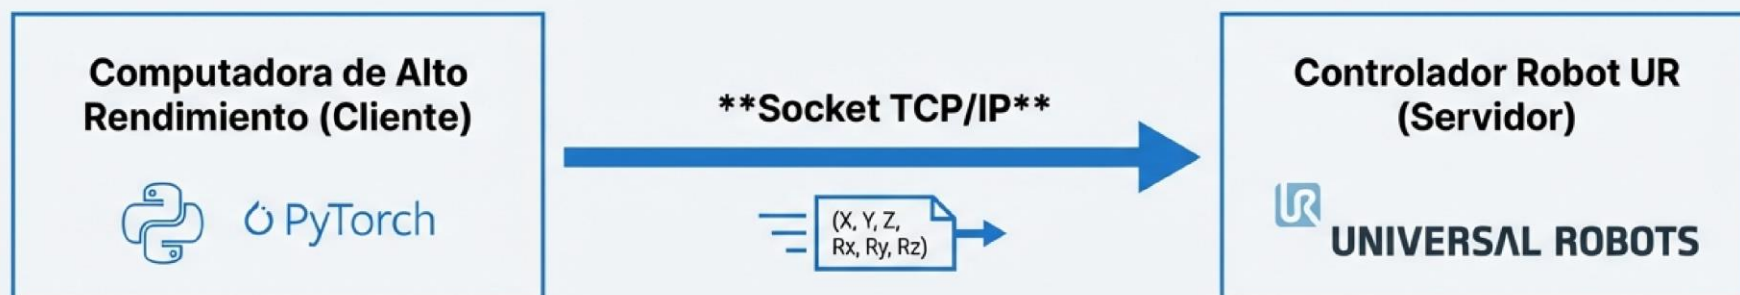 Computadora de Alto
Rendimiento (Cliente)
PyTorch
**Socket TCP/IP**
(X, Y, Z,
Rx, Ry, Rz)
Controlador Robot UR
(Servidor)
UR
UNIVERSAL ROBOTS